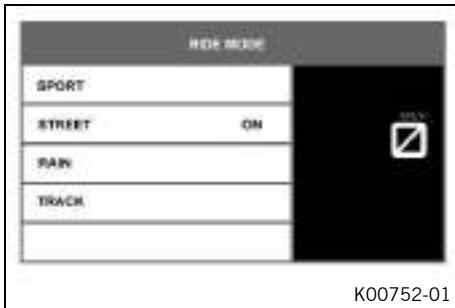 RIDE MODE
SPORT
STREET ON
RAIN
TRACK
K00752-01